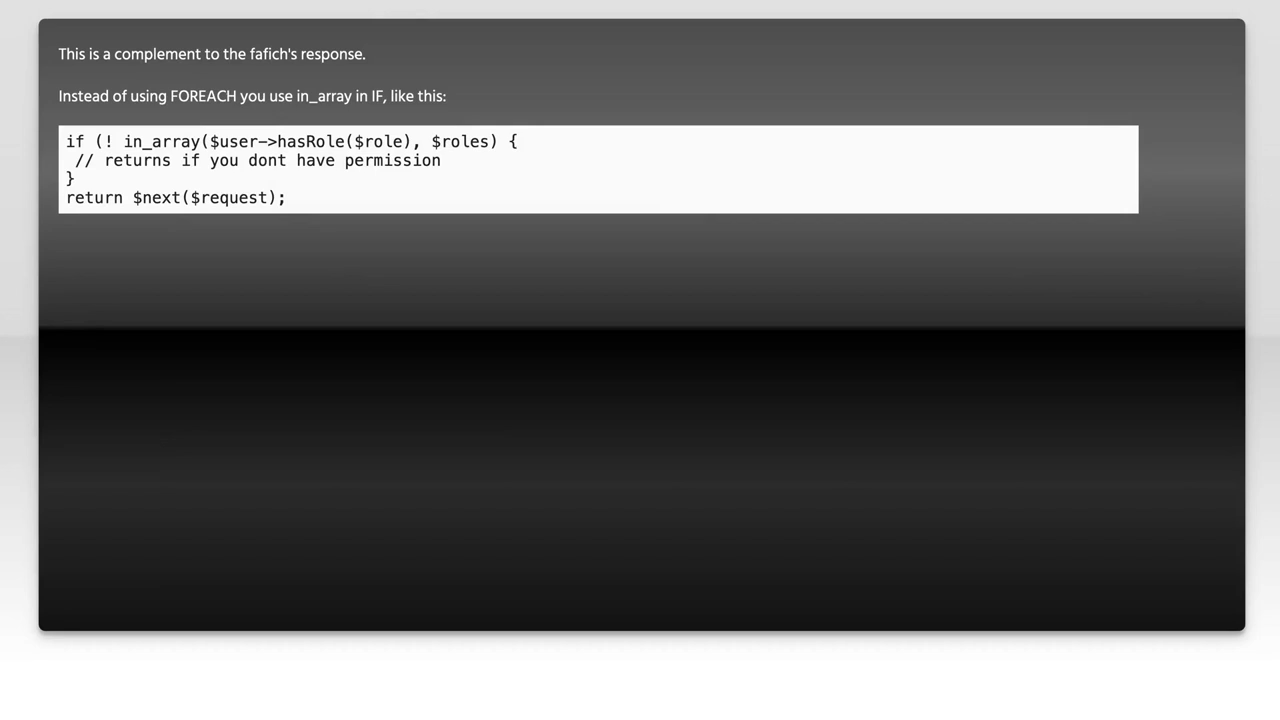 This is a complement to the fafich's response.
Instead of using FOREACH you use in_array in IF, like this:
if (! in_array($user->hasRole($role), $roles) {
 // returns if you dont have permission
}
return $next($request);